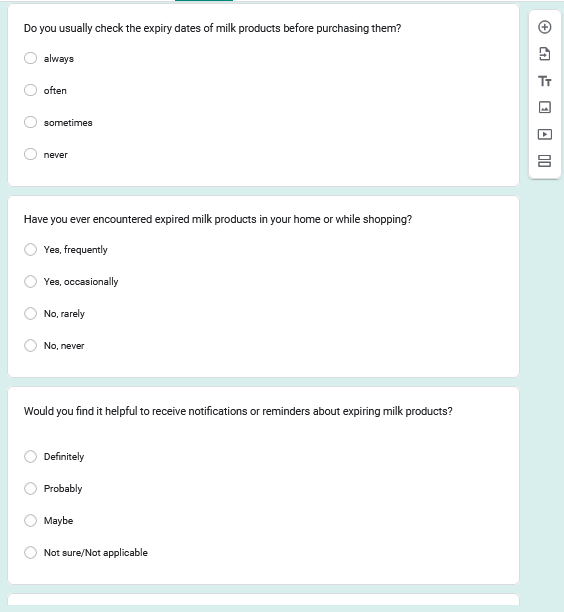 Do you usually check the expiry dates of milk products before purchasing them?
always
often
sometimes
never
Have you ever encountered expired milk products in your home or while shopping?
Yes, frequently
Yes, occasionally
No, rarely
No, never
Would you find it helpful to receive notifications or reminders about expiring milk products?
Definitely
Probably
Maybe
Not sure/Not applicable